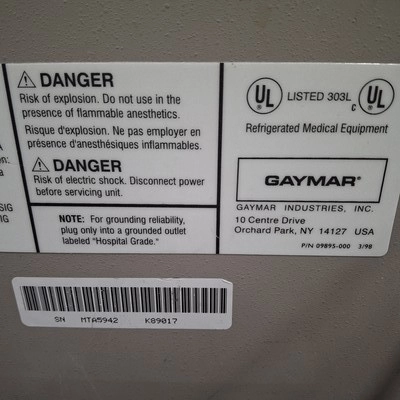 ⚠ DANGER
Risk of explosion. Do not use in the
presence of flammable anesthetics.
Risque d'explosion. Ne pas employer en
présence d'anesthésiques inflammables.
⚠ DANGER
Risk of electric shock. Disconnect power
before servicing unit.
NOTE: For grounding reliability,
plug only into a grounded outlet
labeled "Hospital Grade."
UL LISTED 303L C UL
Refrigerated Medical Equipment
GAYMAR®
GAYMAR INDUSTRIES, INC.
10 Centre Drive
Orchard Park, NY 14127 USA
P/N 09895-000 3/98
SN MTA5942 K89017